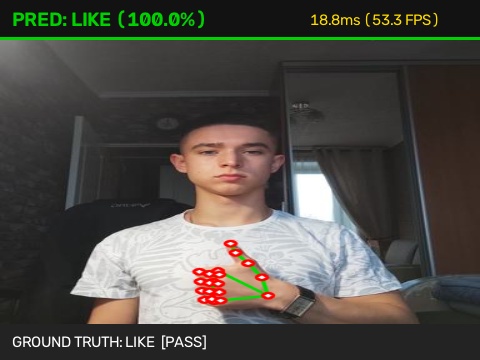 PRED: LIKE (100.0%)
18.8ms (53.3 FPS)
GROUND TRUTH: LIKE [PASS]